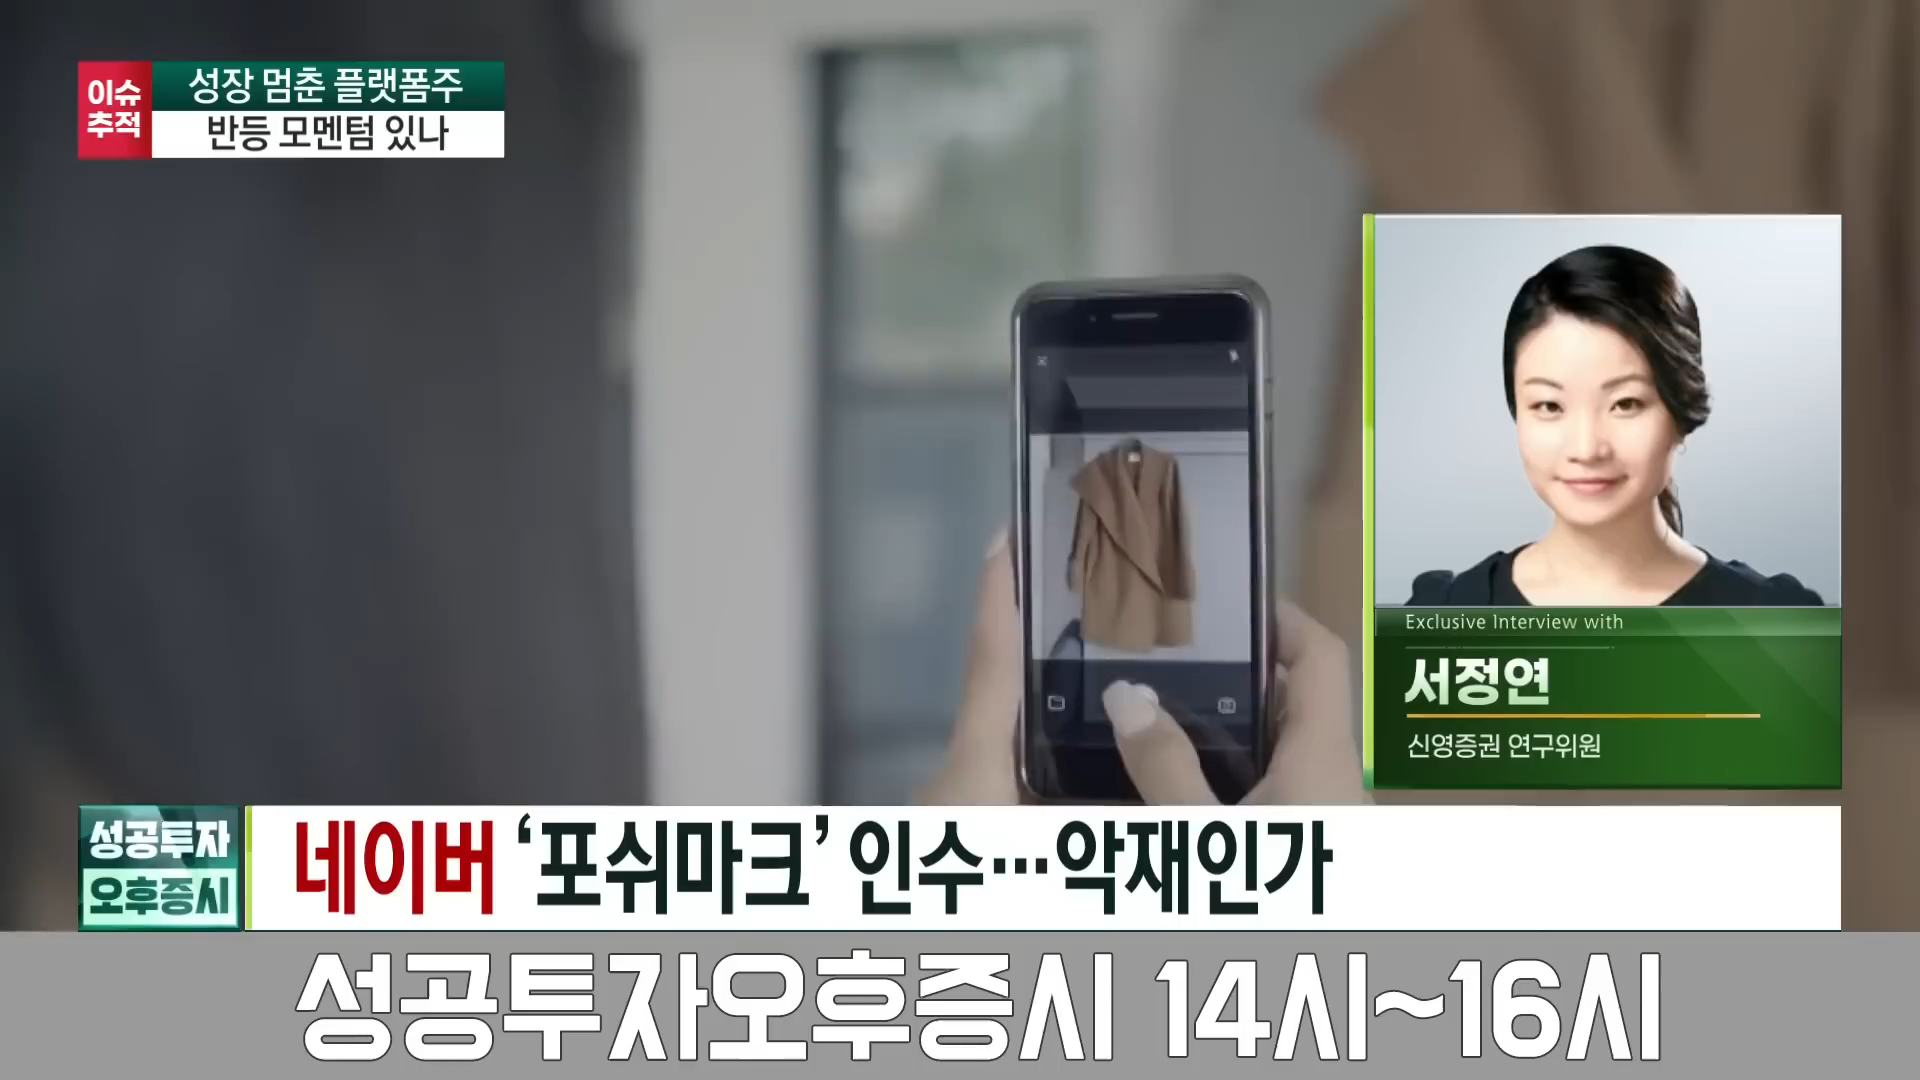 이슈
추적
성장 멈춘 플랫폼주
반등 모멘텀 있나
Exclusive Interview with
서정연
신영증권 연구위원
성공투자
오후증시
네이버 ‘포쉬마크’ 인수…악재인가
성공투자오후증시 14시~16시